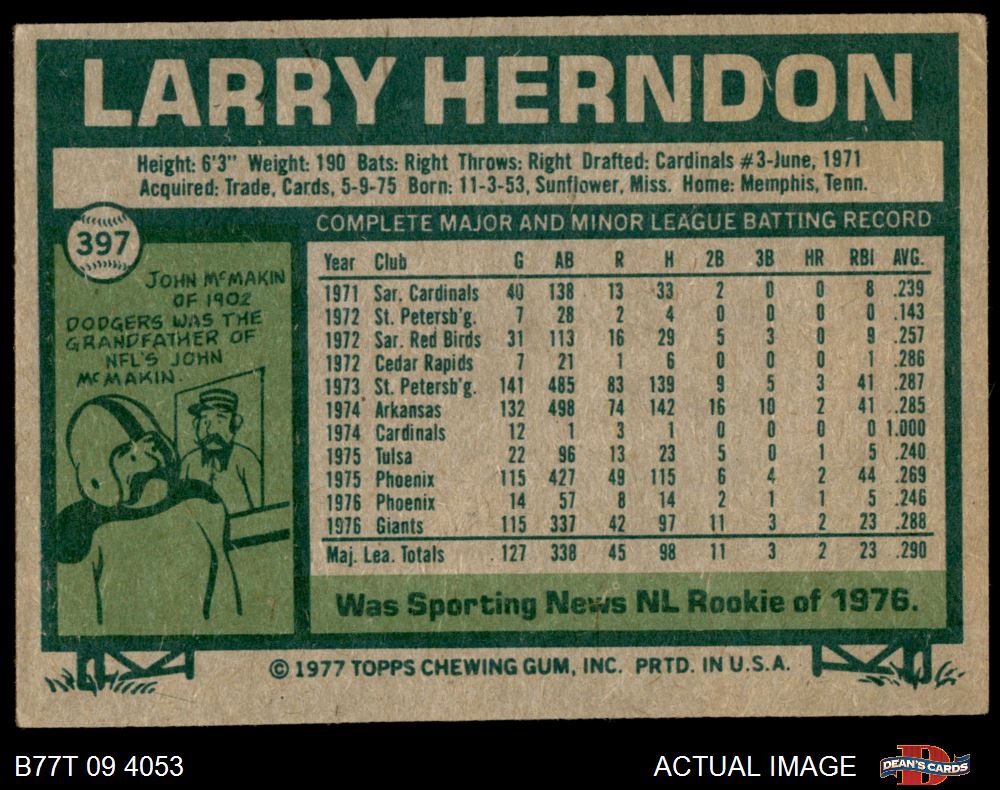 LARRY HERNDON
Height: 6'3" Weight: 190 Bats: Right Throws: Right Drafted: Cardinals #3-June, 1971
Acquired: Trade, Cards, 5-9-75 Born: 11-3-53, Sunflower, Miss. Home: Memphis, Tenn.
397
JOHN McMAKIN
OF 1902
DODGERS WAS THE
GRANDFATHER OF
NFL'S JOHN
McMAKIN.
COMPLETE MAJOR AND MINOR LEAGUE BATTING RECORD
Year Club G AB R H 2B 3B HR RBI AVG.
1971 Sar. Cardinals 40 138 13 33 2 0 0 8 .239
1972 St. Petersb'g. 7 28 2 4 0 0 0 0 .143
1972 Sar. Red Birds 31 113 16 29 5 3 0 9 .257
1972 Cedar Rapids 7 21 1 6 0 0 0 1 .286
1973 St. Petersb'g. 141 485 83 139 9 5 3 41 .287
1974 Arkansas 132 498 74 142 16 10 2 41 .285
1974 Cardinals 12 1 3 1 0 0 0 0 1.000
1975 Tulsa 22 96 13 23 5 0 1 5 .240
1975 Phoenix 115 427 49 115 6 4 2 44 .269
1976 Phoenix 14 57 8 14 2 1 1 5 .246
1976 Giants 115 337 42 97 11 3 2 23 .288
Maj. Lea. Totals 127 338 45 98 11 3 2 23 .290
Was Sporting News NL Rookie of 1976.
© 1977 TOPPS CHEWING GUM, INC. PRTD. IN U.S.A.
B77T 09 4053
ACTUAL IMAGE
DEAN'S CARDS